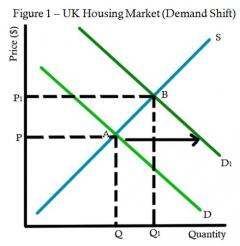 Figure 1 – UK Housing Market (Demand Shift)
Price ($)
S
P1
B
P
A
D1
D
Q
Q1
Quantity